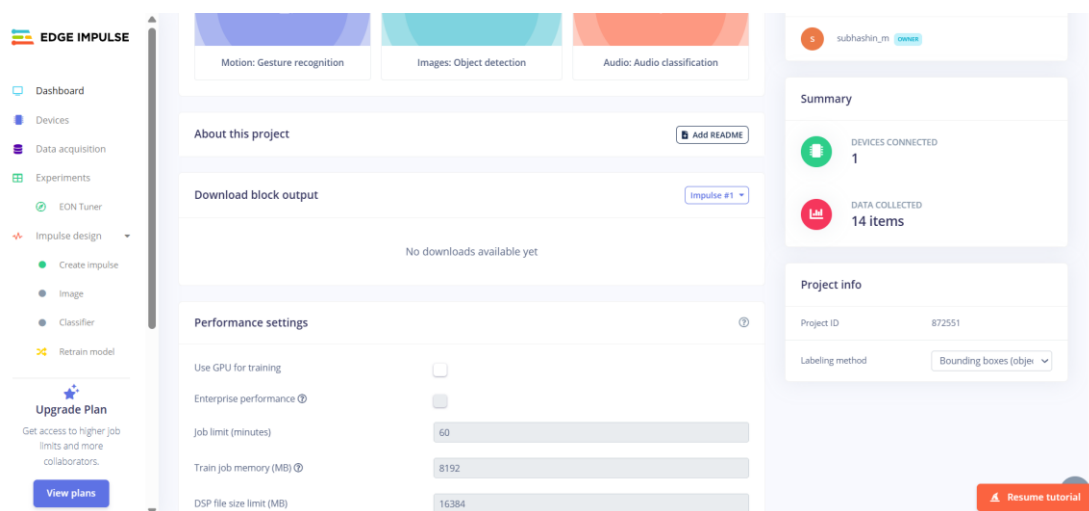 EDGE IMPULSE
Dashboard
Devices
Data acquisition
Experiments
EON Tuner
Impulse design
Create impulse
Image
Classifier
Retrain model
Upgrade Plan
Get access to higher job
limits and more
collaborators.
View plans
Motion: Gesture recognition
Images: Object detection
Audio: Audio classification
About this project
Add README
Download block output
Impulse #1
No downloads available yet
Performance settings
Use GPU for training
Enterprise performance
Job limit (minutes)
60
Train job memory (MB)
8192
DSP file size limit (MB)
16384
S
subhashin_m
OWNER
Summary
DEVICES CONNECTED
1
DATA COLLECTED
14 items
Project info
Project ID
872551
Labeling method
Bounding boxes (objec
Resume tutorial